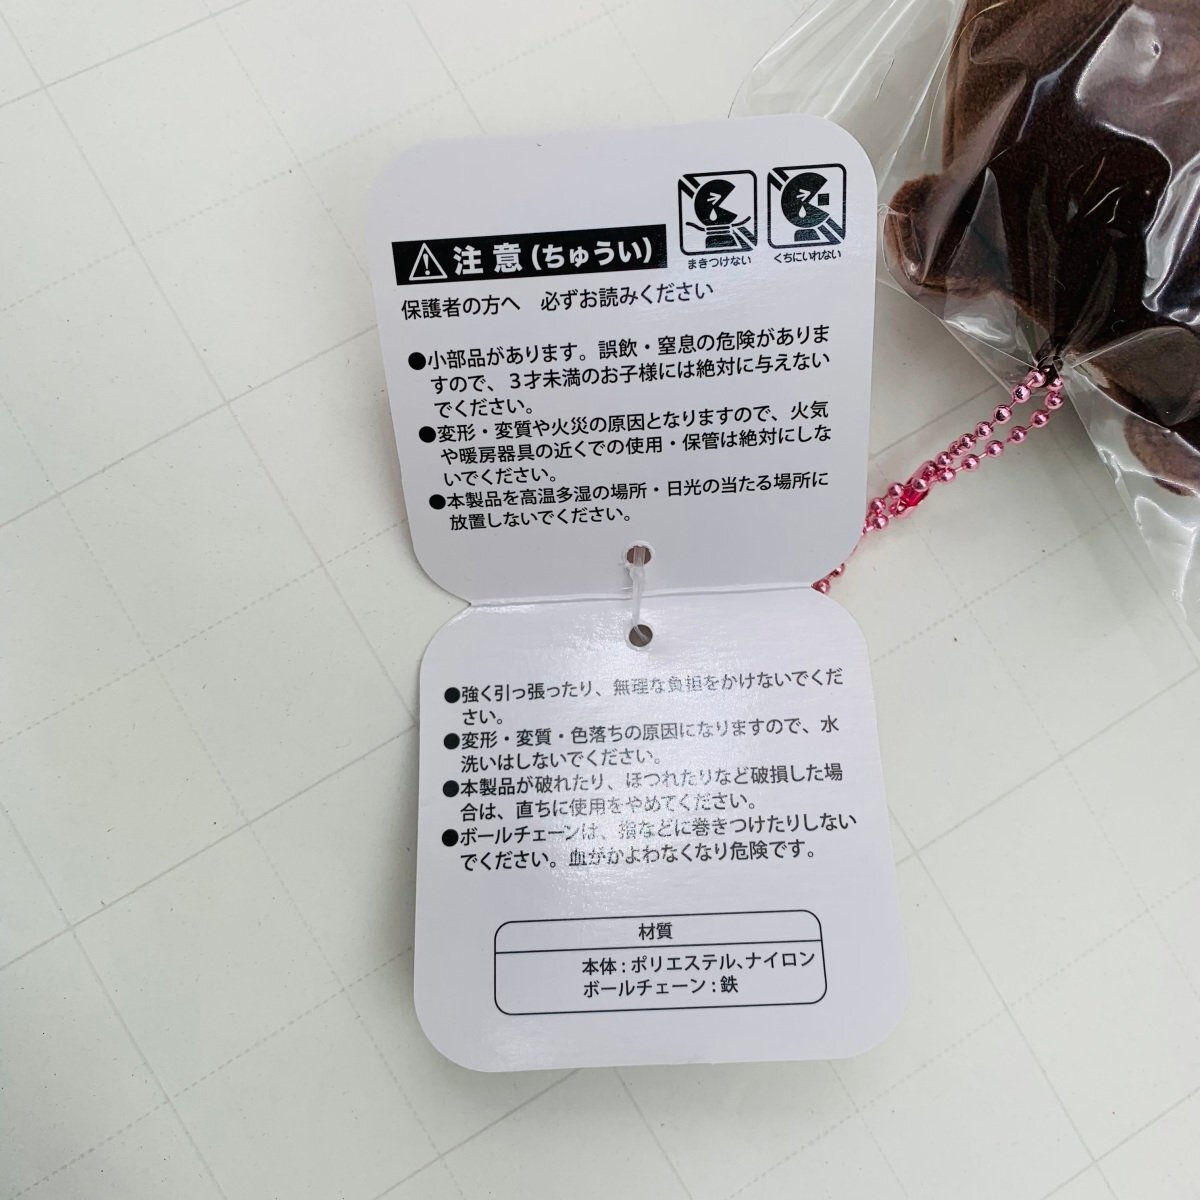 注意(ちゅうい)
まきつけない
くちにいれない
保護者の方へ 必ずお読みください
●小部品があります。誤飲・窒息の危険がありま
すので、3才未満のお子様には絶対に与えない
でください。
●変形・変質や火災の原因となりますので、火気
や暖房器具の近くでの使用・保管は絶対にしな
いでください。
●本製品を高温多湿の場所・日光の当たる場所に
放置しないでください。
●強く引っ張ったり、無理な負担をかけないでくだ
さい。
●変形・変質・色落ちの原因になりますので、水
洗いはしないでください。
●本製品が破れたり、ほつれたりなど破損した場
合は、直ちに使用をやめてください。
●ボールチェーンは、指などに巻きつけたりしない
でください。血がかよわなくなり危険です。
材質
本体:ポリエステル、ナイロン
ボールチェーン:鉄